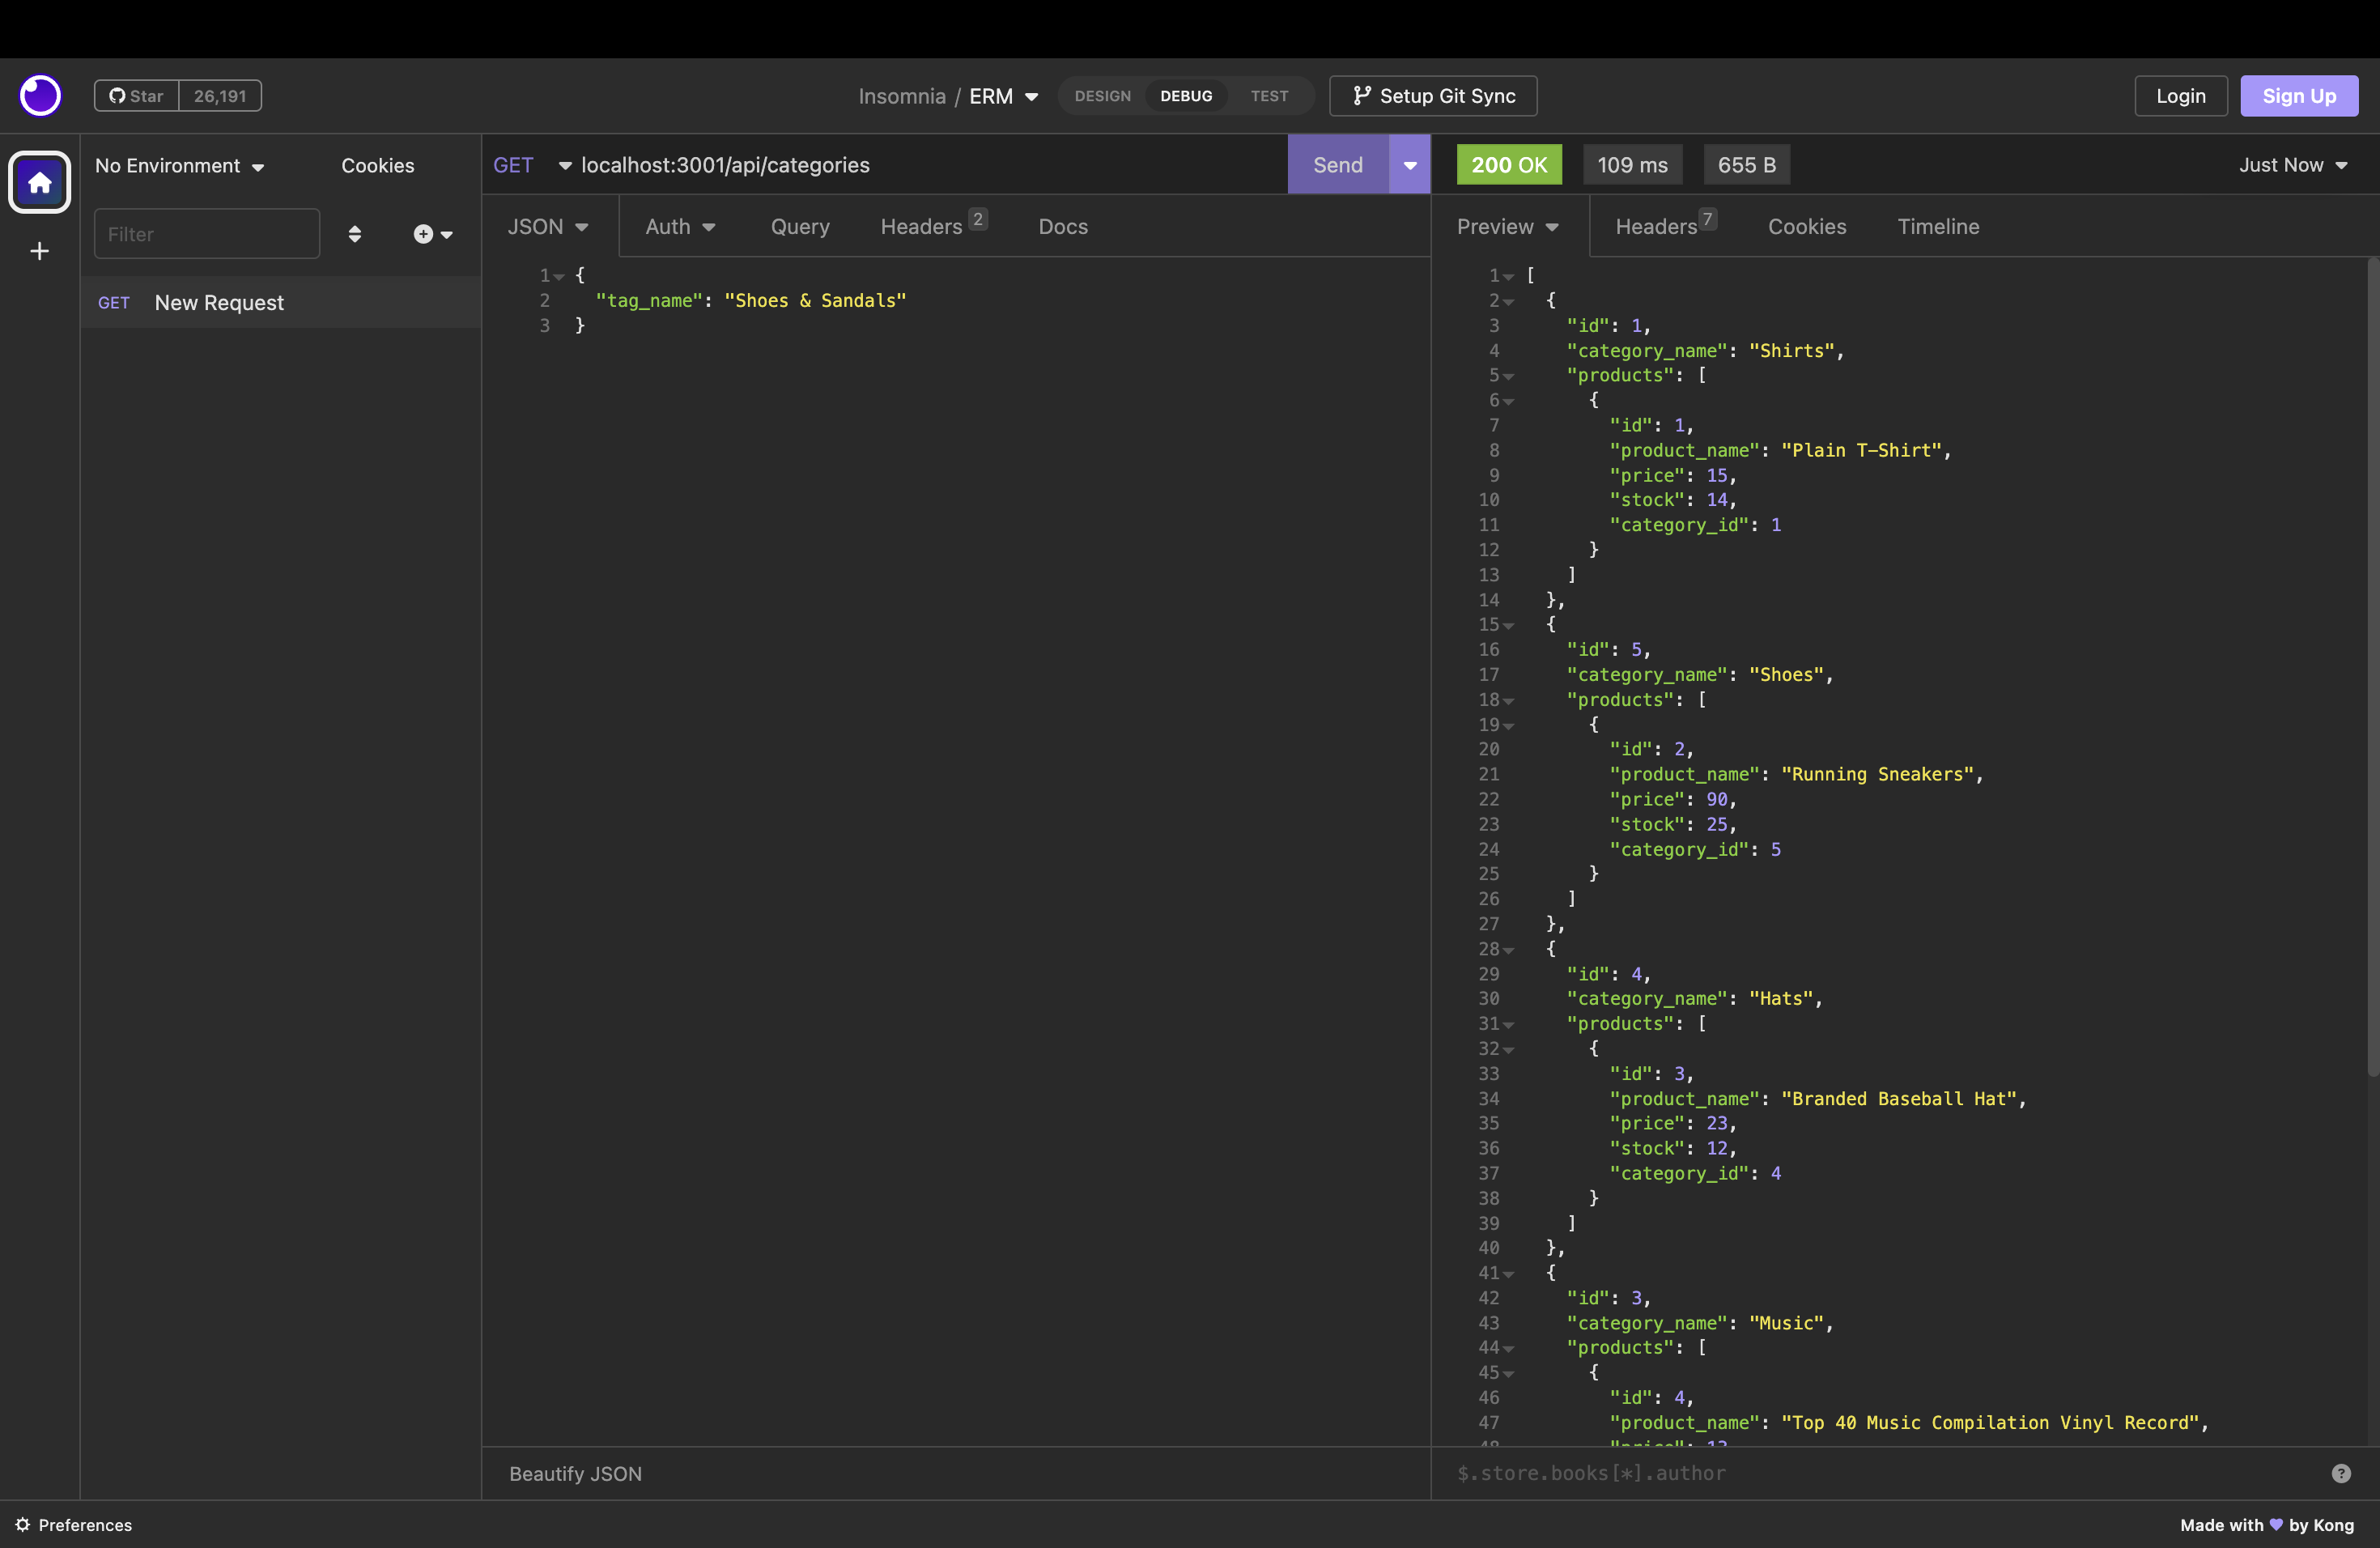 Star 26,191
Insomnia / ERM
DESIGN DEBUG TEST
Setup Git Sync
Login
Sign Up
No Environment
Cookies
Filter
GET New Request
GET localhost:3001/api/categories
Send
JSON
Auth
Query
Headers 2
Docs
1 {
2 "tag_name": "Shoes & Sandals"
3 }
Beautify JSON
200 OK
109 ms
655 B
Just Now
Preview
Headers 7
Cookies
Timeline
1 [
2 {
3 "id": 1,
4 "category_name": "Shirts",
5 "products": [
6 {
7 "id": 1,
8 "product_name": "Plain T-Shirt",
9 "price": 15,
10 "stock": 14,
11 "category_id": 1
12 }
13 ]
14 },
15 {
16 "id": 5,
17 "category_name": "Shoes",
18 "products": [
19 {
20 "id": 2,
21 "product_name": "Running Sneakers",
22 "price": 90,
23 "stock": 25,
24 "category_id": 5
25 }
26 ]
27 },
28 {
29 "id": 4,
30 "category_name": "Hats",
31 "products": [
32 {
33 "id": 3,
34 "product_name": "Branded Baseball Hat",
35 "price": 23,
36 "stock": 12,
37 "category_id": 4
38 }
39 ]
40 },
41 {
42 "id": 3,
43 "category_name": "Music",
44 "products": [
45 {
46 "id": 4,
47 "product_name": "Top 40 Music Compilation Vinyl Record",
$.store.books[*].author
Preferences
Made with ♥ by Kong